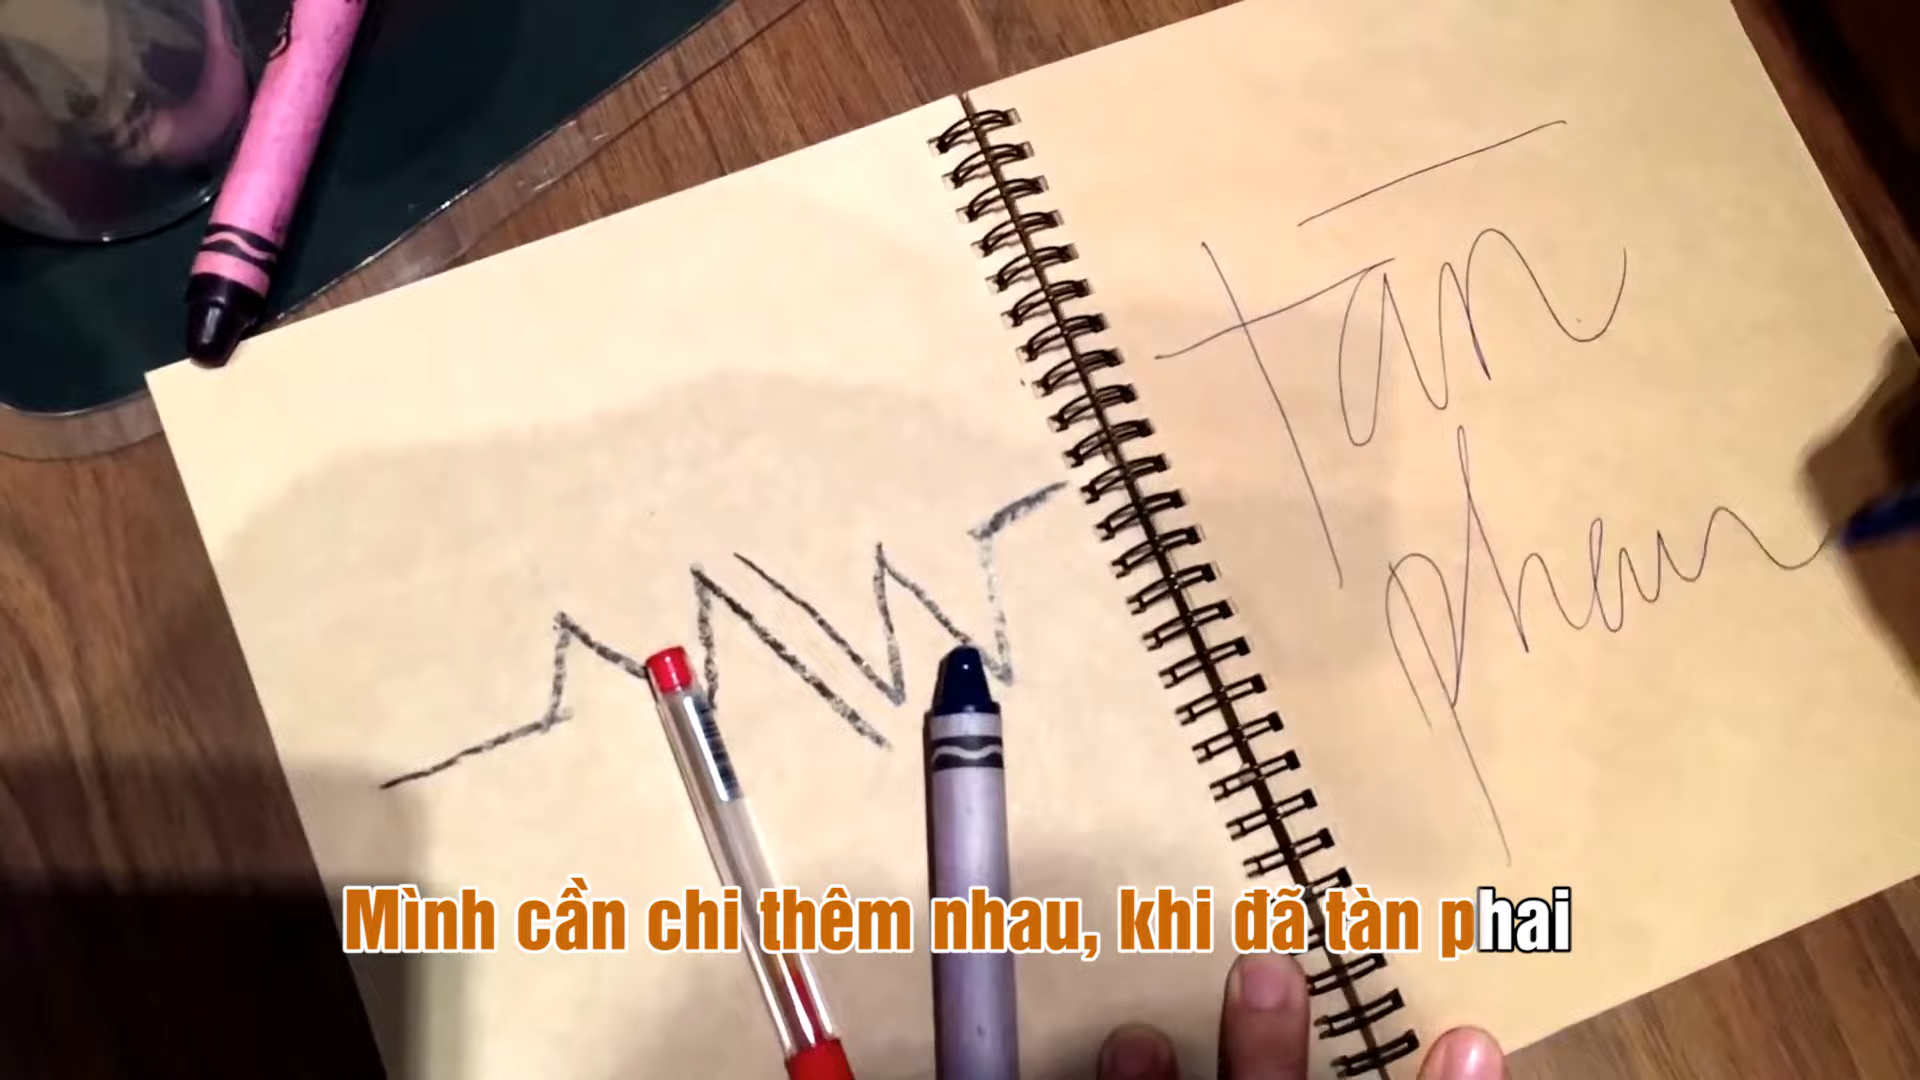 tàn
phai
Mình cần chi thêm nhau, khi đã tàn phai